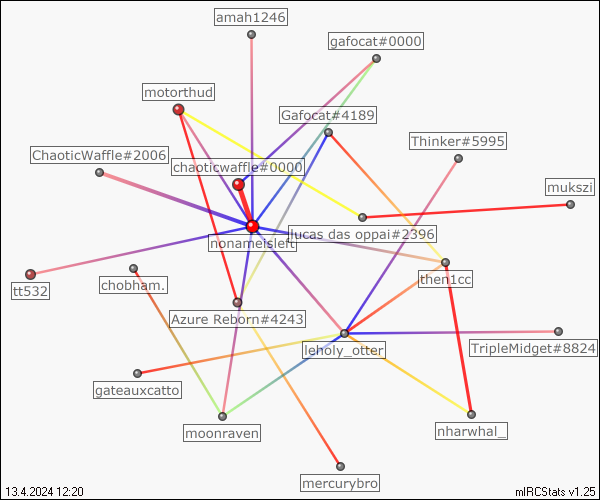 amah1246
gafocat#0000
motorthud
Gafocat#4189
Thinker#5995
ChaoticWaffle#2006
chaoticwaffle#0000
mukszi
nonameisleft
lucas das oppai#2396
tt532
chobham.
then1cc
Azure Reborn#4243
leholy_otter
TripleMidget#8824
gateauxcatto
moonraven
nharwhal_
mercurybro
13.4.2024 12:20
mIRCStats v1.25